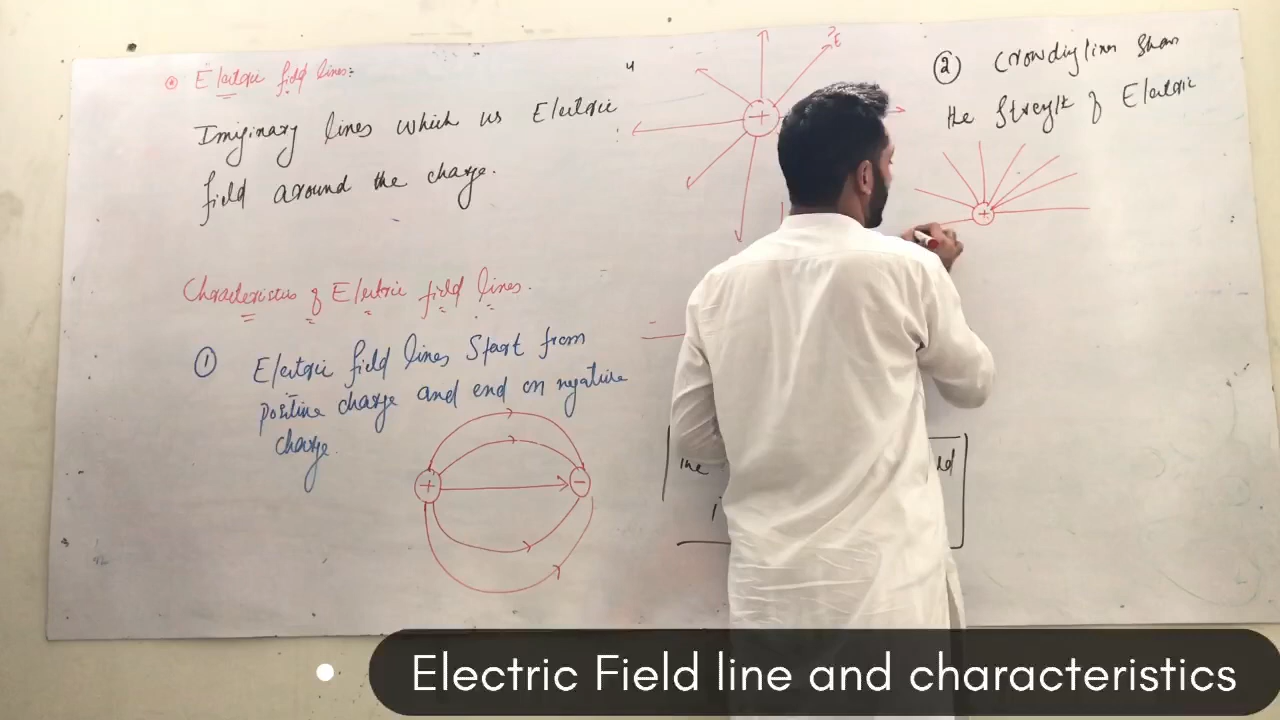 Electric field lines:
Imiginary lines which us Electric
field around the charge.
Characteristics of Electric field lines.
① Electric field lines Start from
positive charge and end on negative
charge.
+ -
+ E
② Crowding lines Show
the Strength of Electric
+
the
Electric Field line and characteristics